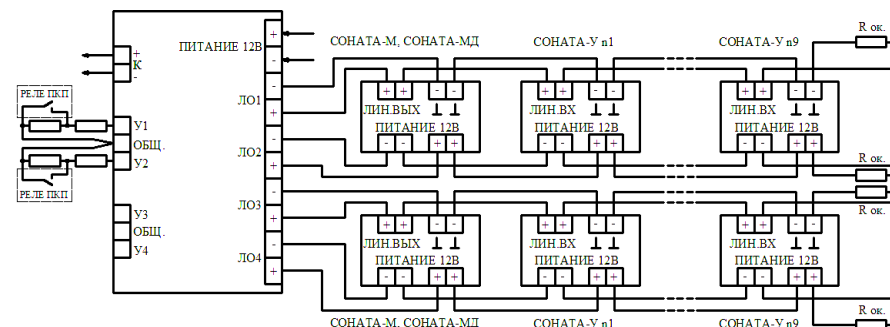 R ок.
СОНАТА-М, СОНАТА-МД СОНАТА-У n1 СОНАТА-У n9
ПИТАНИЕ 12В + -
+ К -
РЕЛЕ ПКП
У1
ОБЩ.
У2
РЕЛЕ ПКП
У3
ОБЩ.
У4
- ЛО1 +
- ЛО2 +
- ЛО3 +
- ЛО4 +
+ + - - + + - - + + - -
ЛИН.ВЫХ ЛИН.ВХ ЛИН.ВХ
ПИТАНИЕ 12В ПИТАНИЕ 12В ПИТАНИЕ 12В
- - + + - - + + - - + +
R ок.
R ок.
+ + - - + + - - + + - -
ЛИН.ВЫХ ЛИН.ВХ ЛИН.ВХ
ПИТАНИЕ 12В ПИТАНИЕ 12В ПИТАНИЕ 12В
- - + + - - + + - - + +
R ок.
СОНАТА-М, СОНАТА-МД СОНАТА-У n1 СОНАТА-У n9